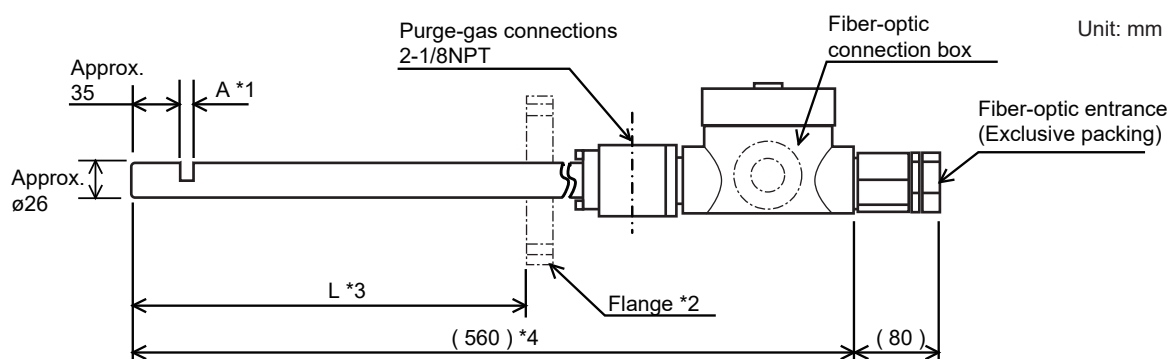 Purge-gas connections
2-1/8NPT
Fiber-optic
connection box
Unit: mm
Approx.
35
A *1
Fiber-optic entrance
(Exclusive packing)
Approx.
ø26
L *3
Flange *2
( 560 ) *4
( 80 )